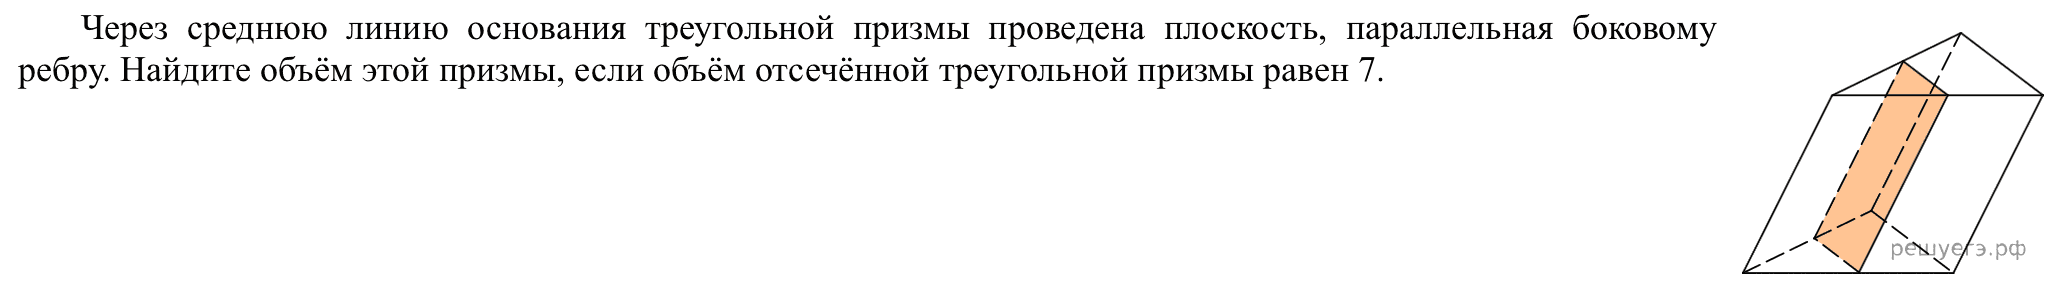 Через среднюю линию основания треугольной призмы проведена плоскость, параллельная боковому
ребру. Найдите объём этой призмы, если объём отсечённой треугольной призмы равен 7.
решуегэ.рф